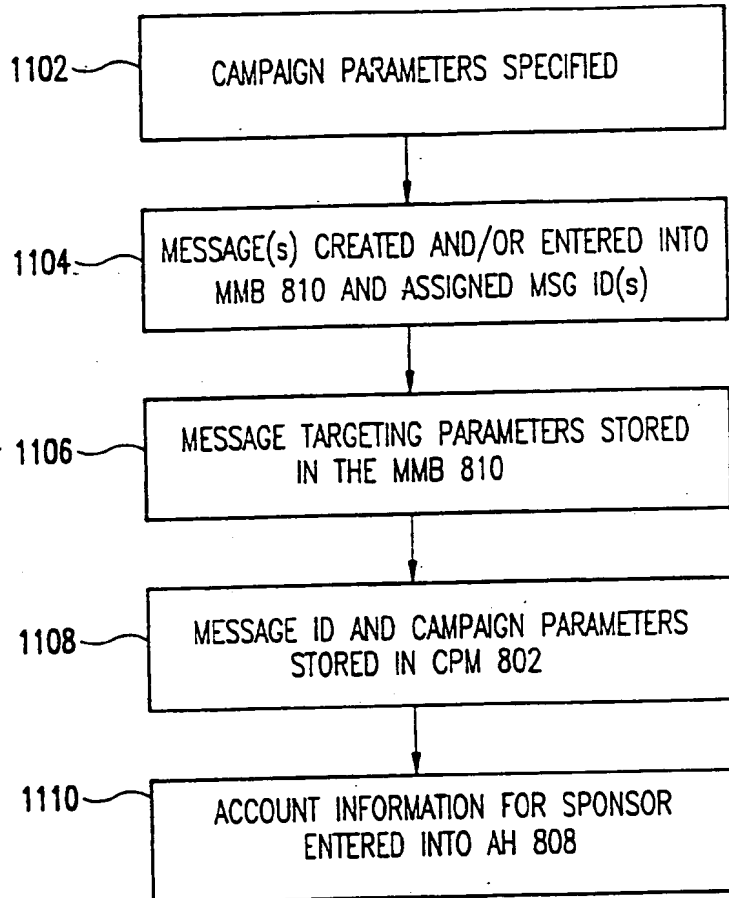 1102
CAMPAIGN PARAMETERS SPECIFIED
1104
MESSAGE(s) CREATED AND/OR ENTERED INTO
MMB 810 AND ASSIGNED MSG ID(s)
1106
MESSAGE TARGETING PARAMETERS STORED
IN THE MMB 810
1108
MESSAGE ID AND CAMPAIGN PARAMETERS
STORED IN CPM 802
1110
ACCOUNT INFORMATION FOR SPONSOR
ENTERED INTO AH 808